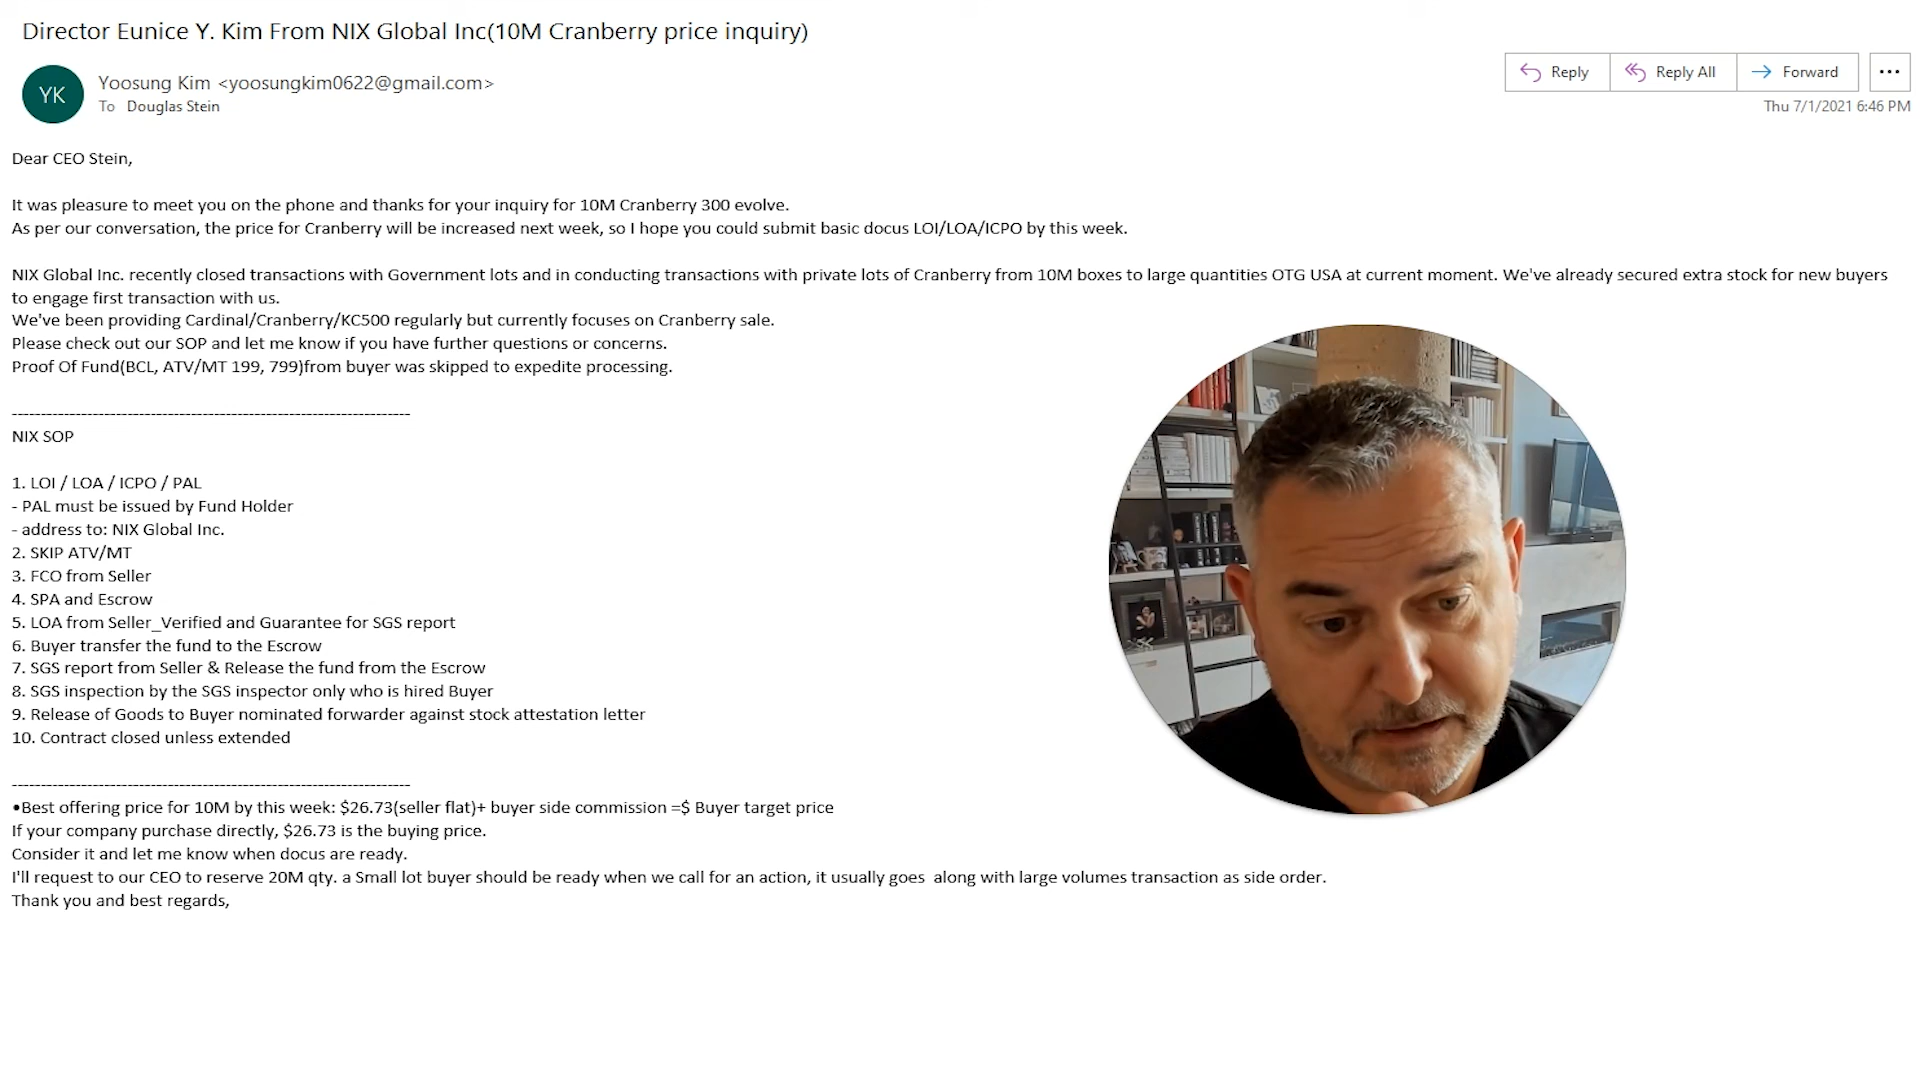 Director Eunice Y. Kim From NIX Global Inc(10M Cranberry price inquiry)
YK
Yoosung Kim <yoosungkim0622@gmail.com>
To Douglas Stein
Reply
Reply All
Forward
Thu 7/1/2021 6:46 PM
Dear CEO Stein,
It was pleasure to meet you on the phone and thanks for your inquiry for 10M Cranberry 300 evolve.
As per our conversation, the price for Cranberry will be increased next week, so I hope you could submit basic docus LOI/LOA/ICPO by this week.
NIX Global Inc. recently closed transactions with Government lots and in conducting transactions with private lots of Cranberry from 10M boxes to large quantities OTG USA at current moment. We've already secured extra stock for new buyers
to engage first transaction with us.
We've been providing Cardinal/Cranberry/KC500 regularly but currently focuses on Cranberry sale.
Please check out our SOP and let me know if you have further questions or concerns.
Proof Of Fund(BCL, ATV/MT 199, 799)from buyer was skipped to expedite processing.
----------------------------------------------------------------------
NIX SOP
1. LOI / LOA / ICPO / PAL
- PAL must be issued by Fund Holder
- address to: NIX Global Inc.
2. SKIP ATV/MT
3. FCO from Seller
4. SPA and Escrow
5. LOA from Seller_Verified and Guarantee for SGS report
6. Buyer transfer the fund to the Escrow
7. SGS report from Seller & Release the fund from the Escrow
8. SGS inspection by the SGS inspector only who is hired Buyer
9. Release of Goods to Buyer nominated forwarder against stock attestation letter
10. Contract closed unless extended
----------------------------------------------------------------------
•Best offering price for 10M by this week: $26.73(seller flat)+ buyer side commission =$ Buyer target price
If your company purchase directly, $26.73 is the buying price.
Consider it and let me know when docus are ready.
I'll request to our CEO to reserve 20M qty. a Small lot buyer should be ready when we call for an action, it usually goes  along with large volumes transaction as side order.
Thank you and best regards,